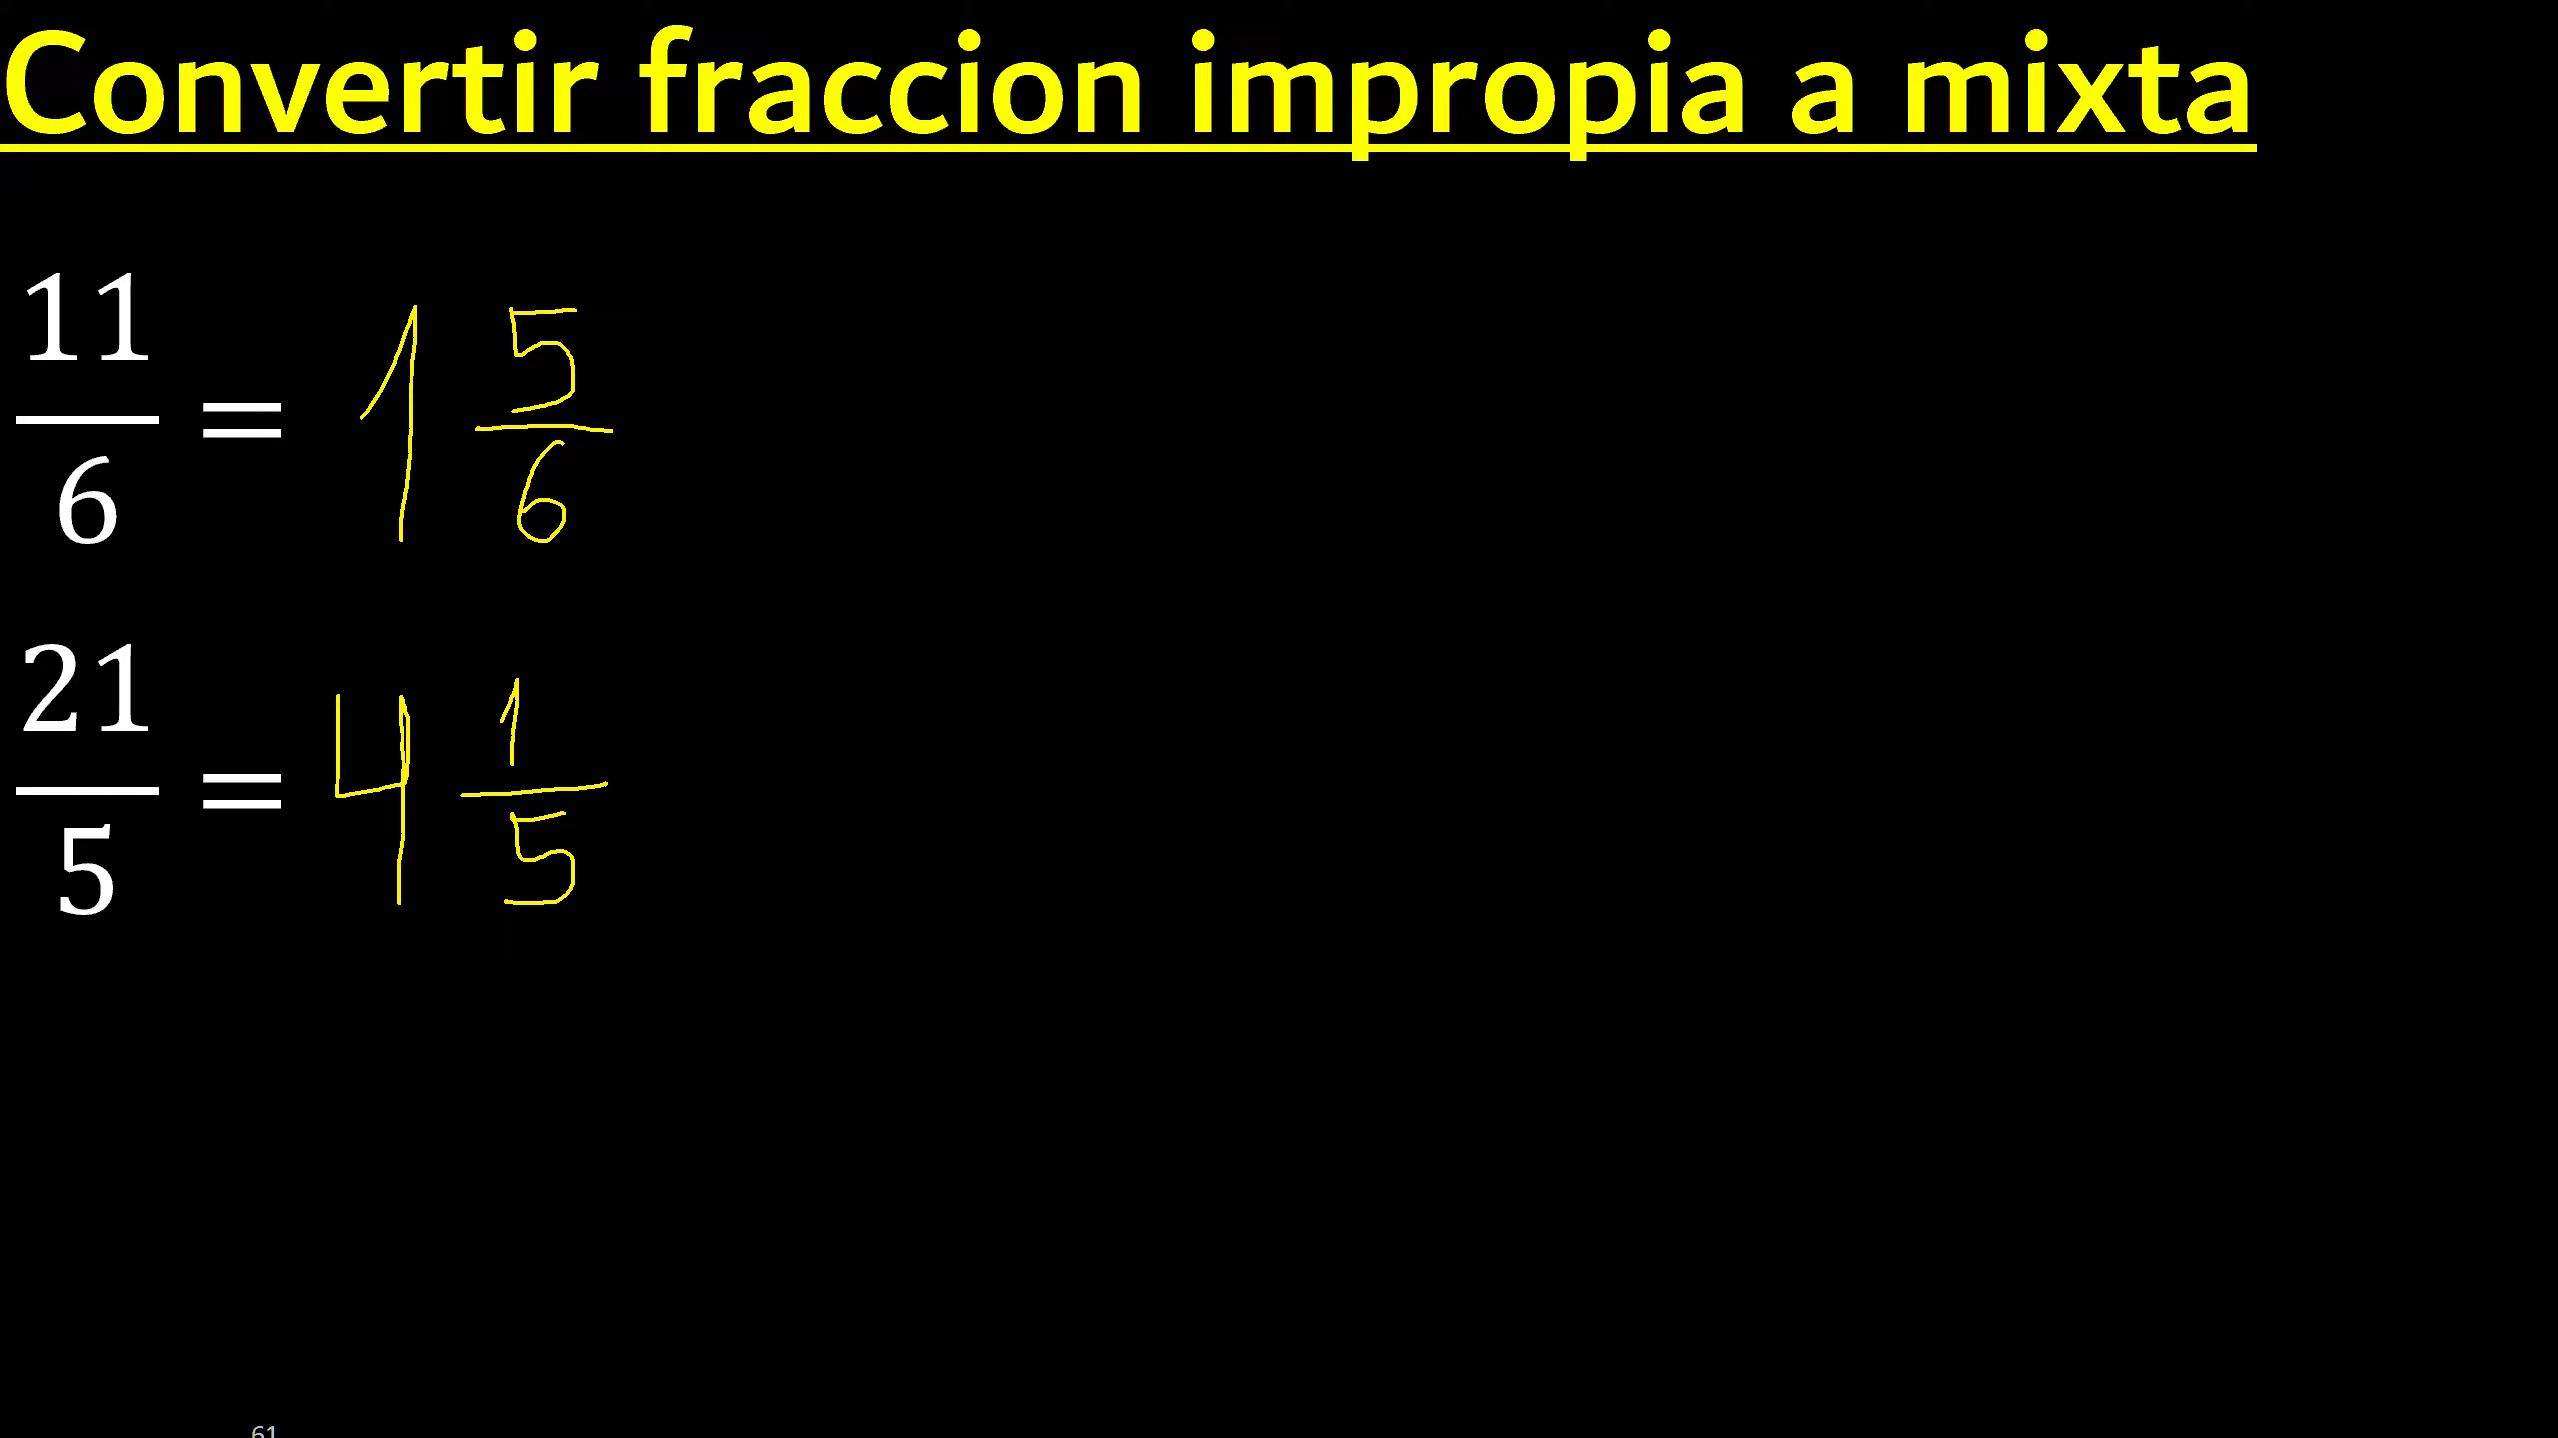 Convertir fraccion impropia a mixta
11/6 = 1 5/6
21/5 = 4 1/5
61